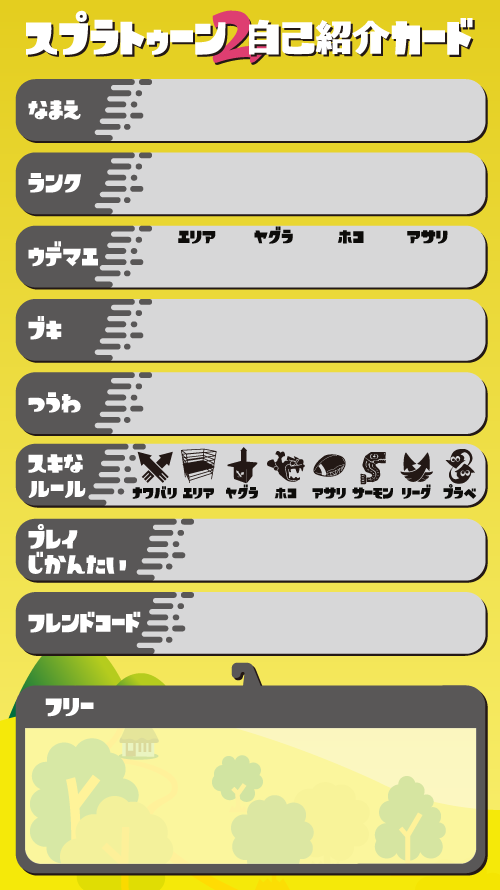 スプラトゥーン2自己紹介カード
なまえ
ランク
ウデマエ
エリア ヤグラ ホコ アサリ
ブキ
つうわ
スキな
ルール
ナワバリ エリア ヤグラ ホコ アサリ サーモン リーグ プラベ
プレイ
じかんたい
フレンドコード
フリー